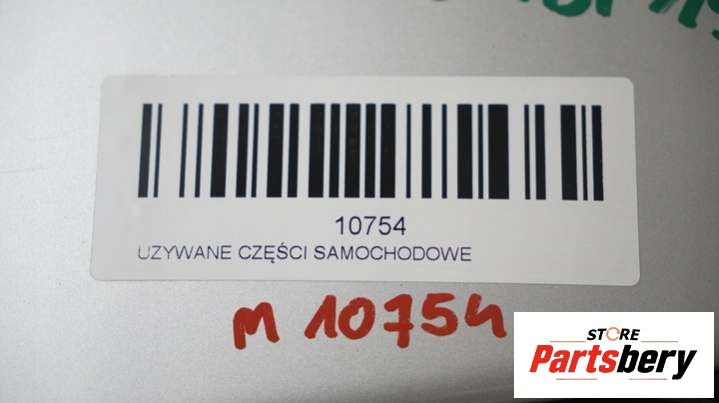 10754
UZYWANE CZĘŚCI SAMOCHODOWE
M 10754
STORE
Partsbery